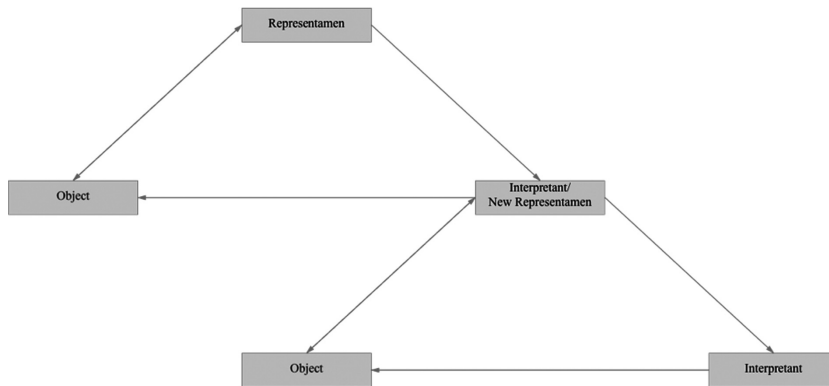 Representamen
Object
Interpretant/
New Representamen
Object
Interpretant